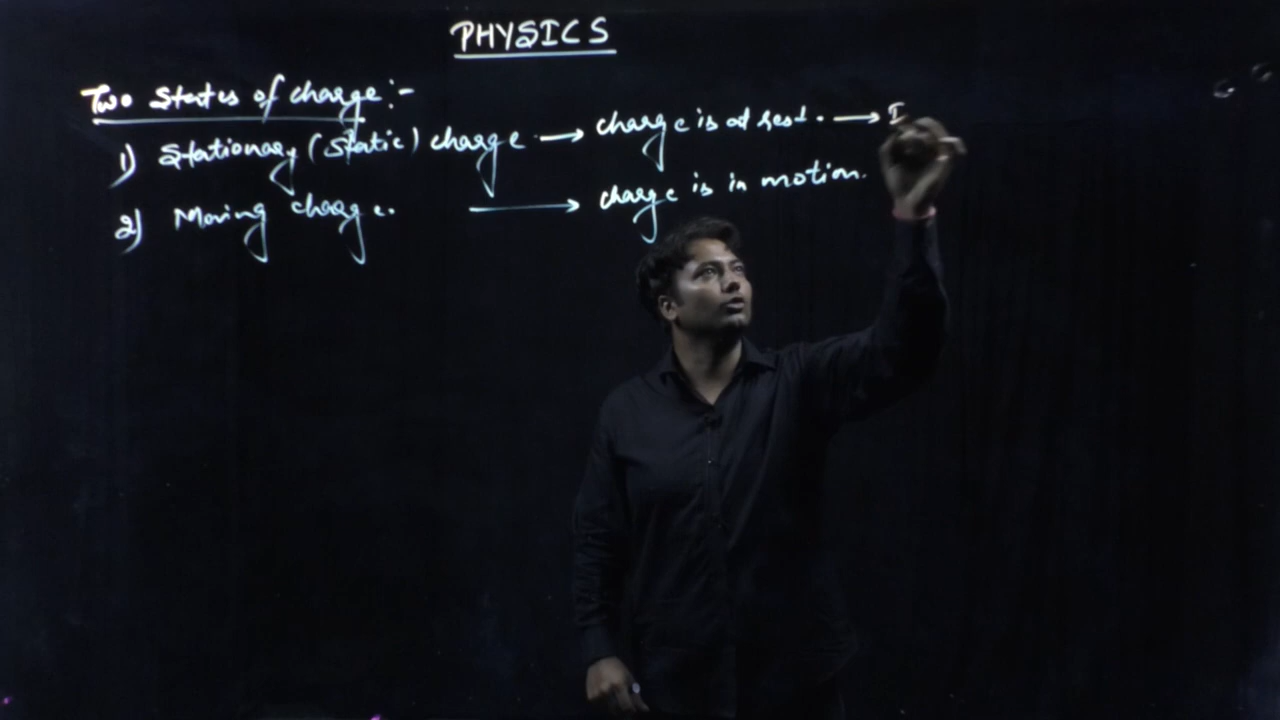 PHYSICS
Two States of charge :-
1) Stationary (Static) charge → charge is at rest. → I
2) Moving charge. → charge is in motion.